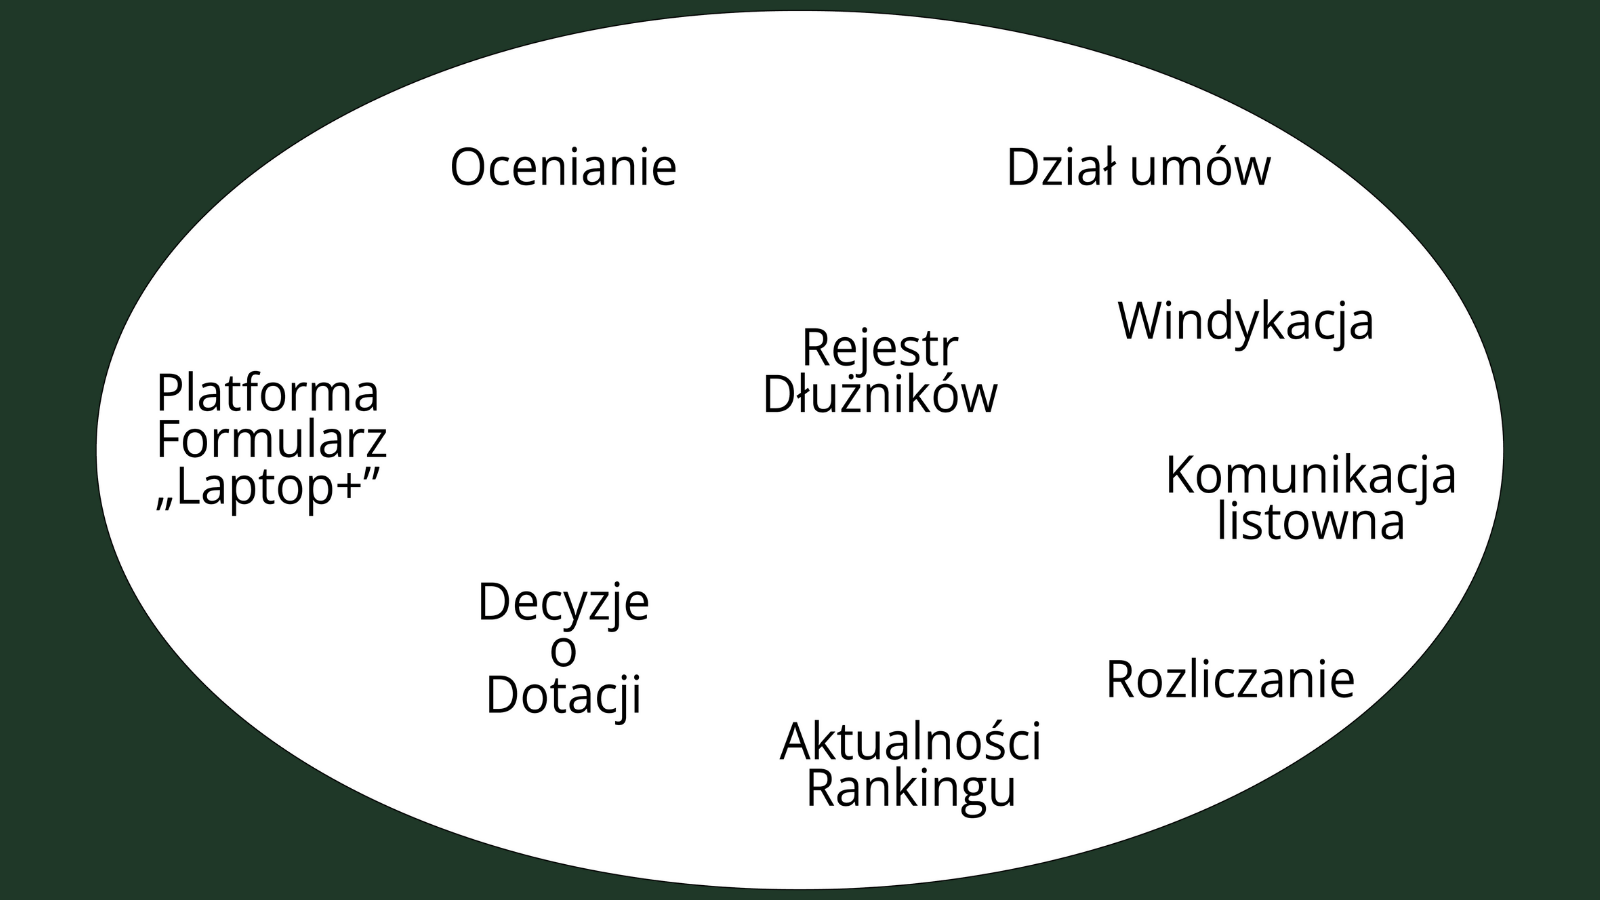 Ocenianie
Dział umów
Windykacja
Rejestr
Dłużników
Platforma
Formularz
„Laptop+”
Komunikacja
listowna
Decyzje
o
Dotacji
Rozliczanie
Aktualności
Rankingu